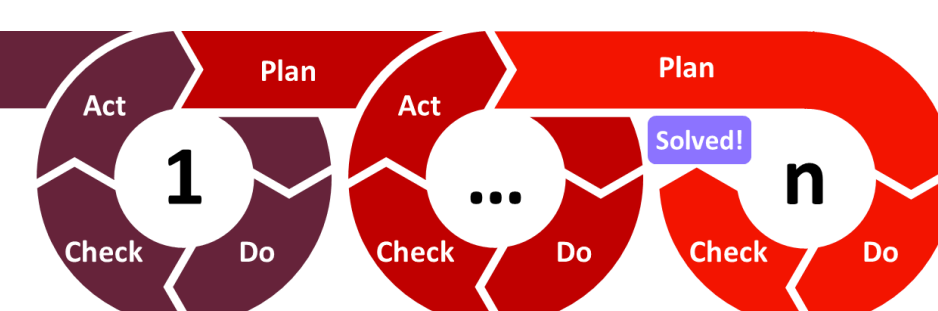 Plan
Plan
Act
Act
Solved!
1
...
n
Check
Do
Check
Do
Check
Do